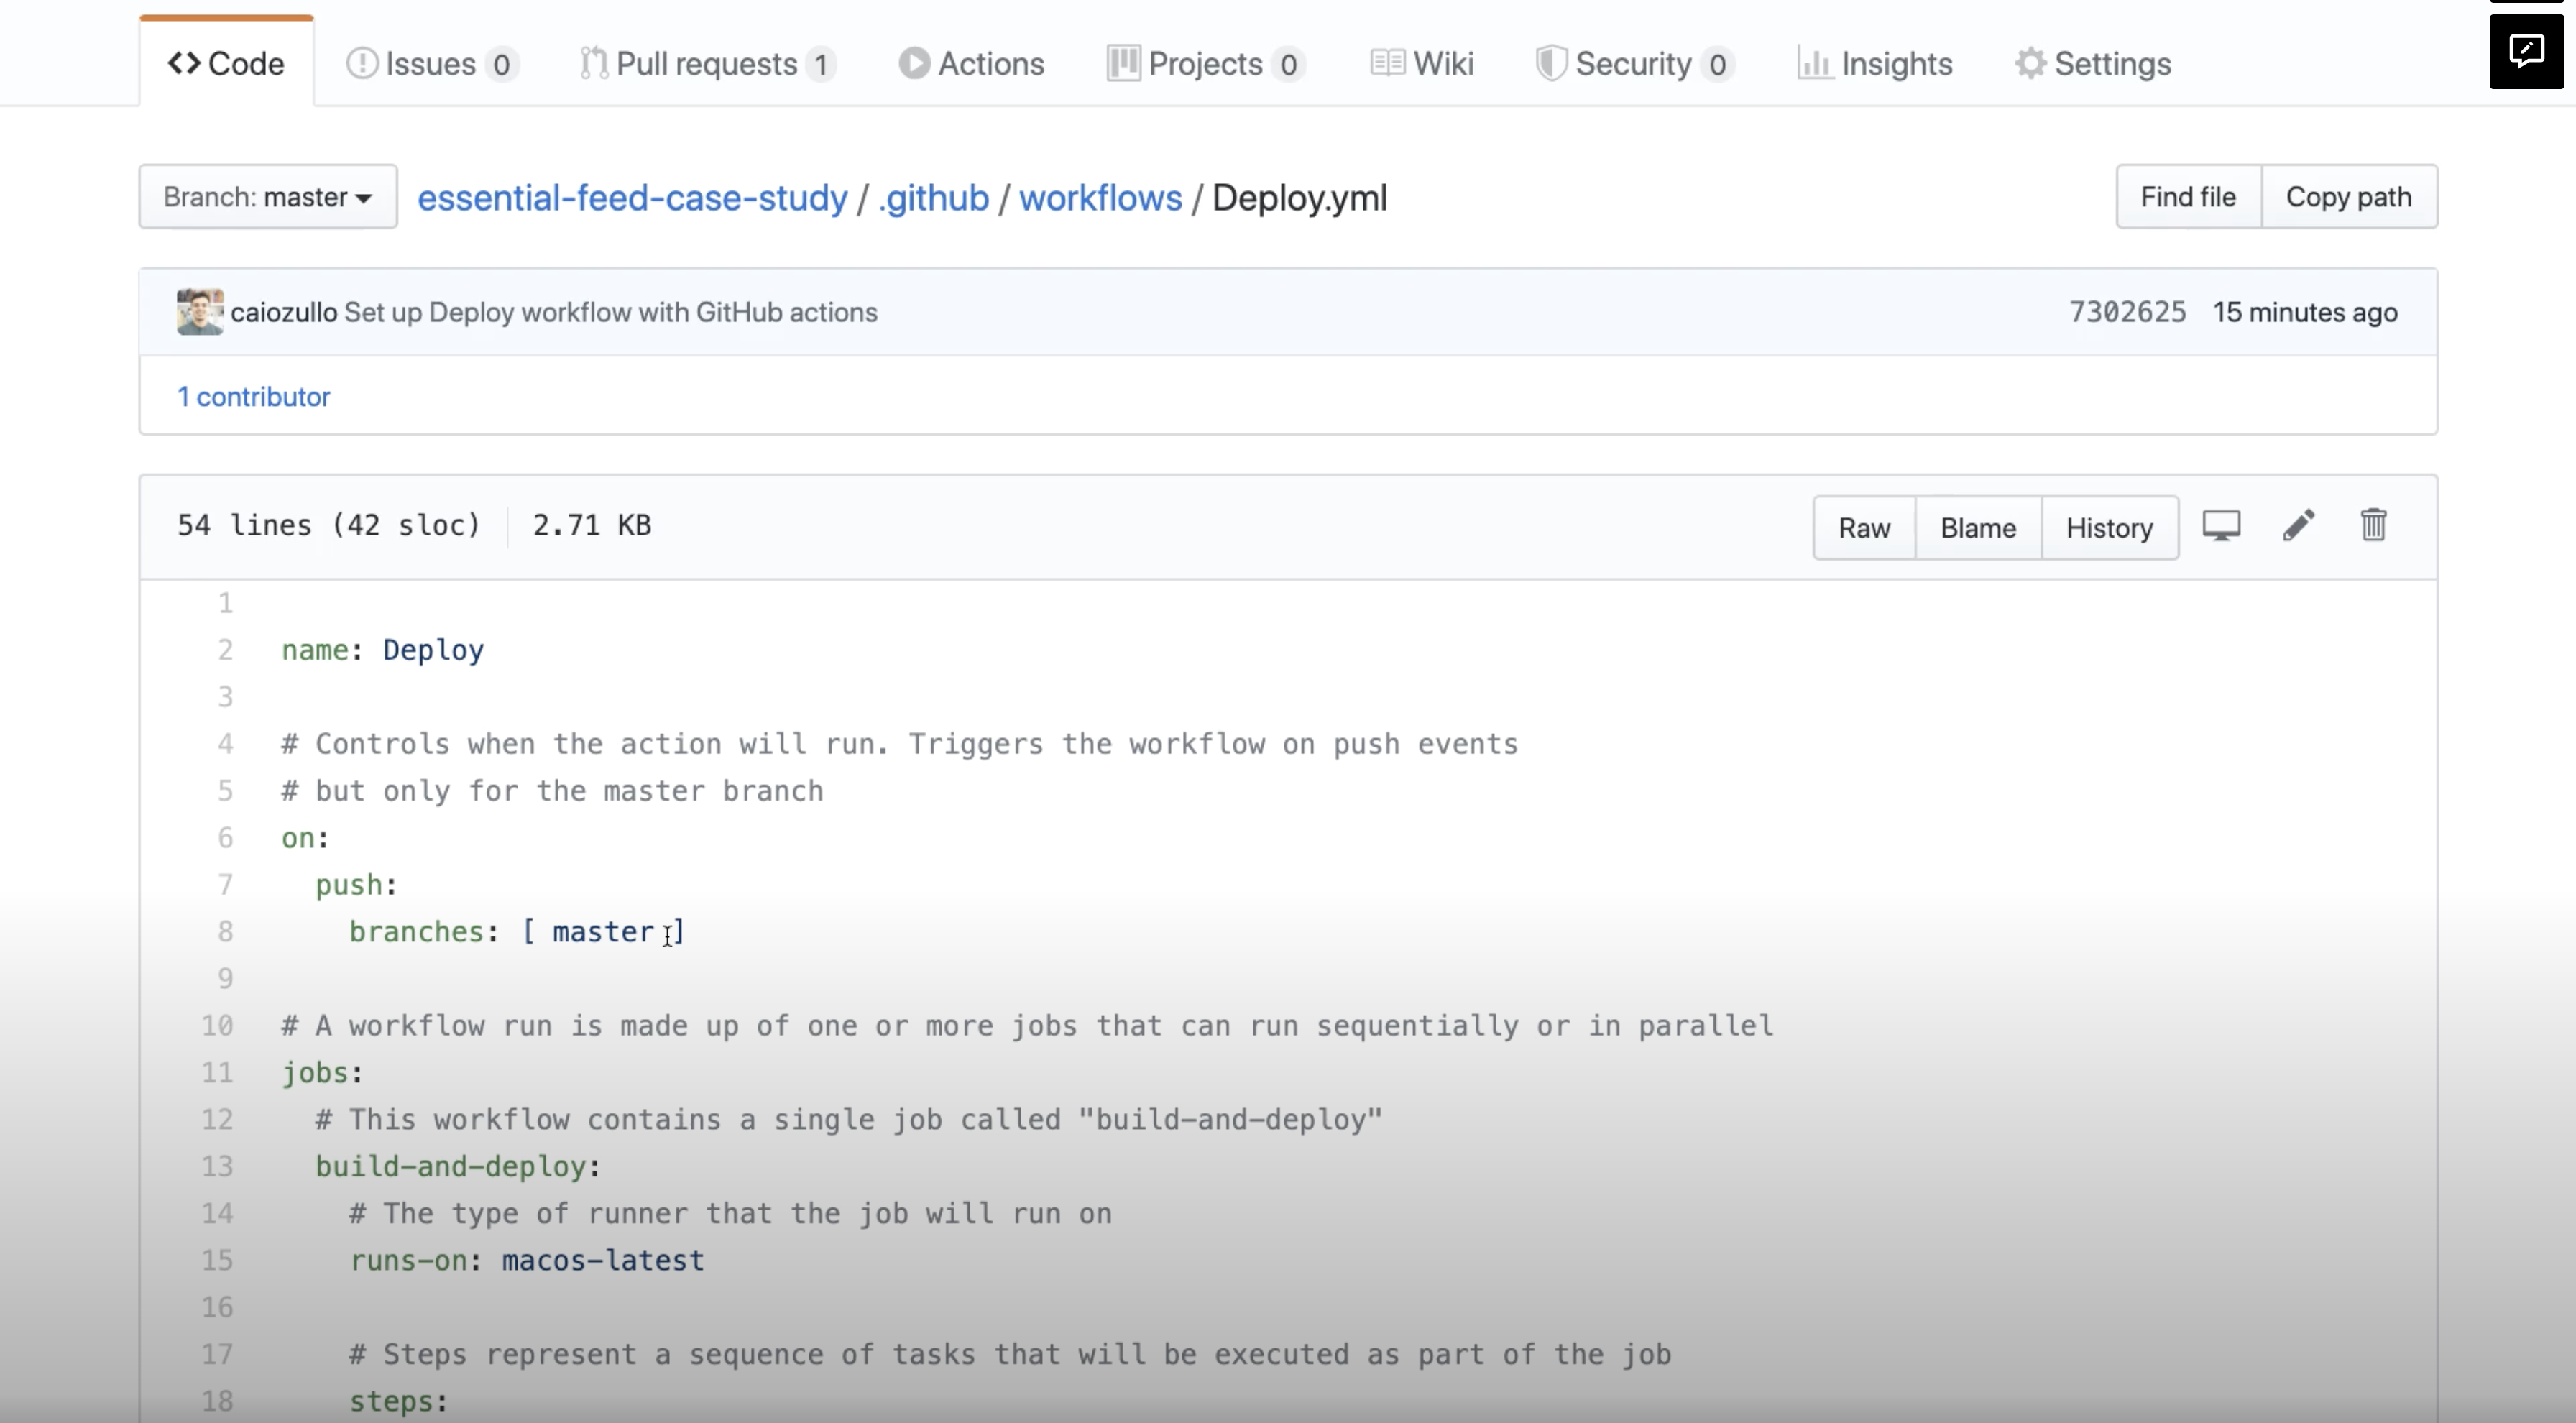 Code Issues 0 Pull requests 1 Actions Projects 0 Wiki Security 0 Insights Settings
Branch: master essential-feed-case-study / .github / workflows / Deploy.yml Find file Copy path
caiozullo Set up Deploy workflow with GitHub actions 7302625 15 minutes ago
1 contributor
54 lines (42 sloc) 2.71 KB Raw Blame History
1
2 name: Deploy
3
4 # Controls when the action will run. Triggers the workflow on push events
5 # but only for the master branch
6 on:
7   push:
8     branches: [ master ]
9
10 # A workflow run is made up of one or more jobs that can run sequentially or in parallel
11 jobs:
12   # This workflow contains a single job called "build-and-deploy"
13   build-and-deploy:
14     # The type of runner that the job will run on
15     runs-on: macos-latest
16
17     # Steps represent a sequence of tasks that will be executed as part of the job
18     steps: